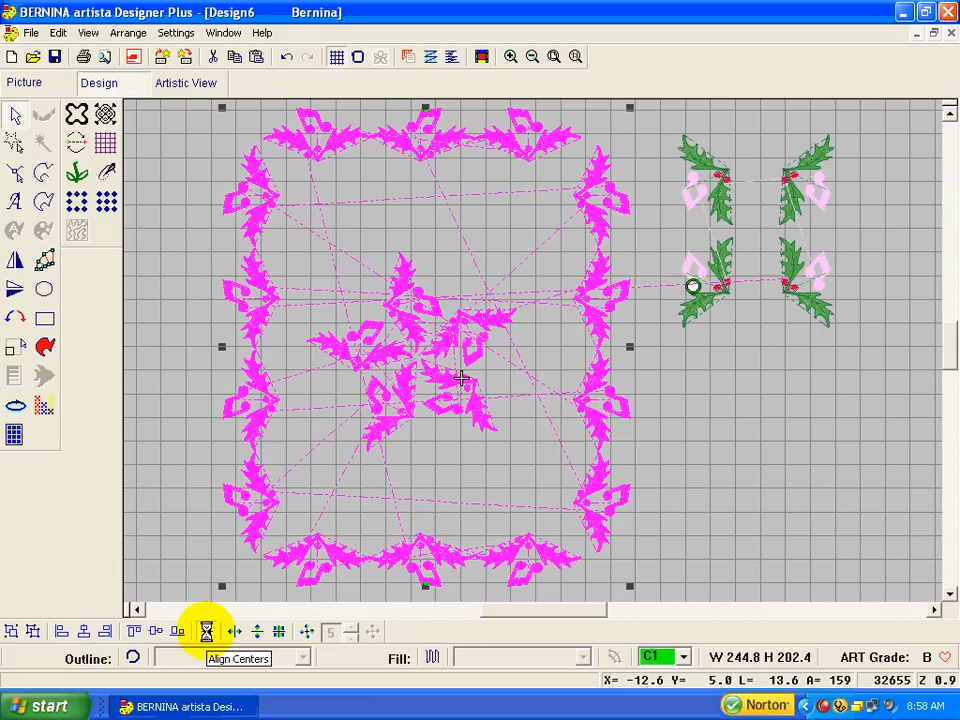 BERNINA artista Designer Plus - [Design6 Bernina]
File Edit View Arrange Settings Window Help
Picture Design Artistic View
A
5
Outline: Fill: C1 W 244.8 H 202.4 ART Grade: B
Align Centers
X= -12.6 Y= 5.0 L= 13.6 A= 159 32655 Z 0.9
start BERNINA artista Desi... Norton 8:58 AM